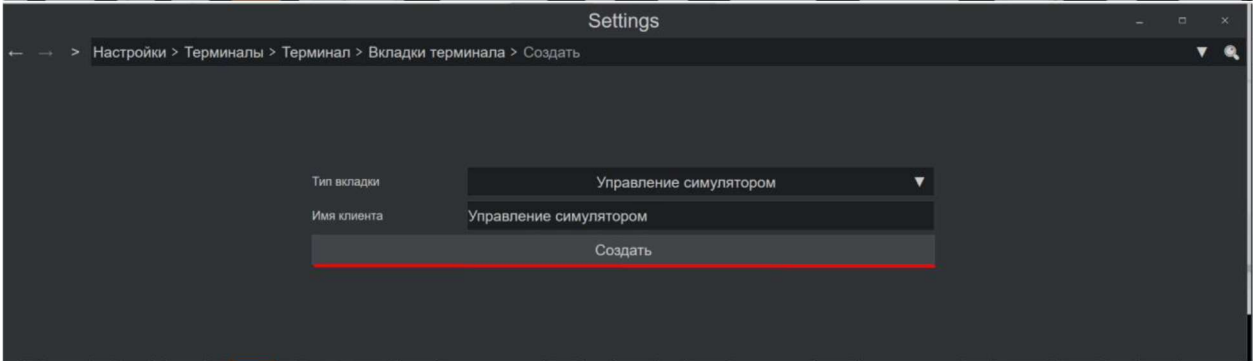 Settings
Настройки > Терминалы > Терминал > Вкладки терминала > Создать
Тип вкладки Управление симулятором
Имя клиента Управление симулятором
Создать